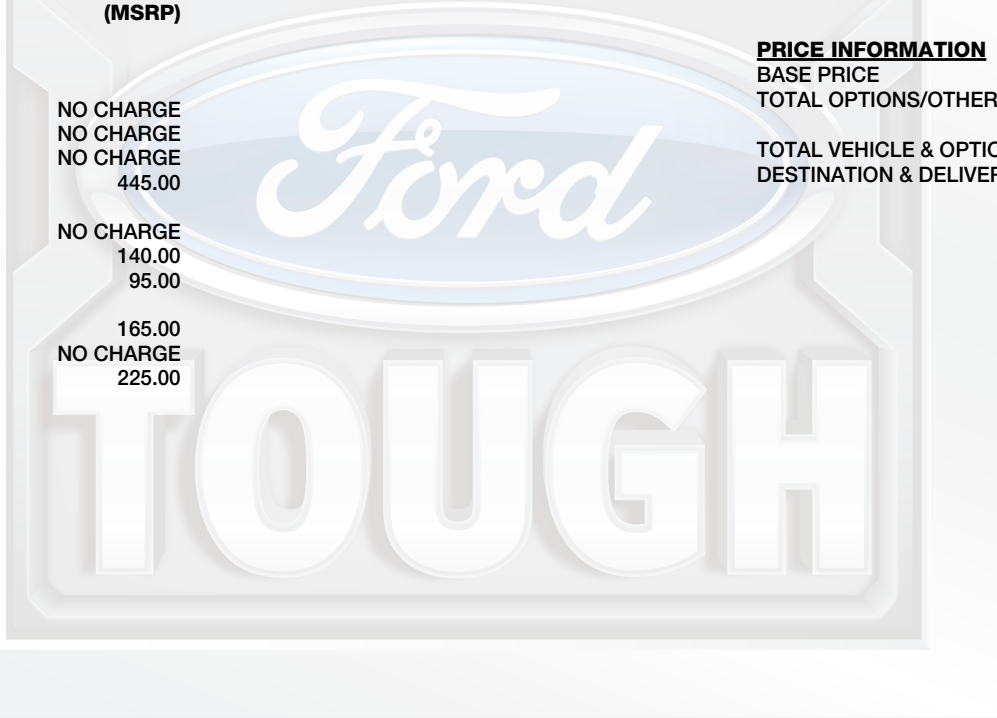 (MSRP)
NO CHARGE
NO CHARGE
NO CHARGE
445.00
NO CHARGE
140.00
95.00
165.00
NO CHARGE
225.00
PRICE INFORMATION
BASE PRICE
TOTAL OPTIONS/OTHER
TOTAL VEHICLE & OPTIO
DESTINATION & DELIVER
Ford
TOUGH